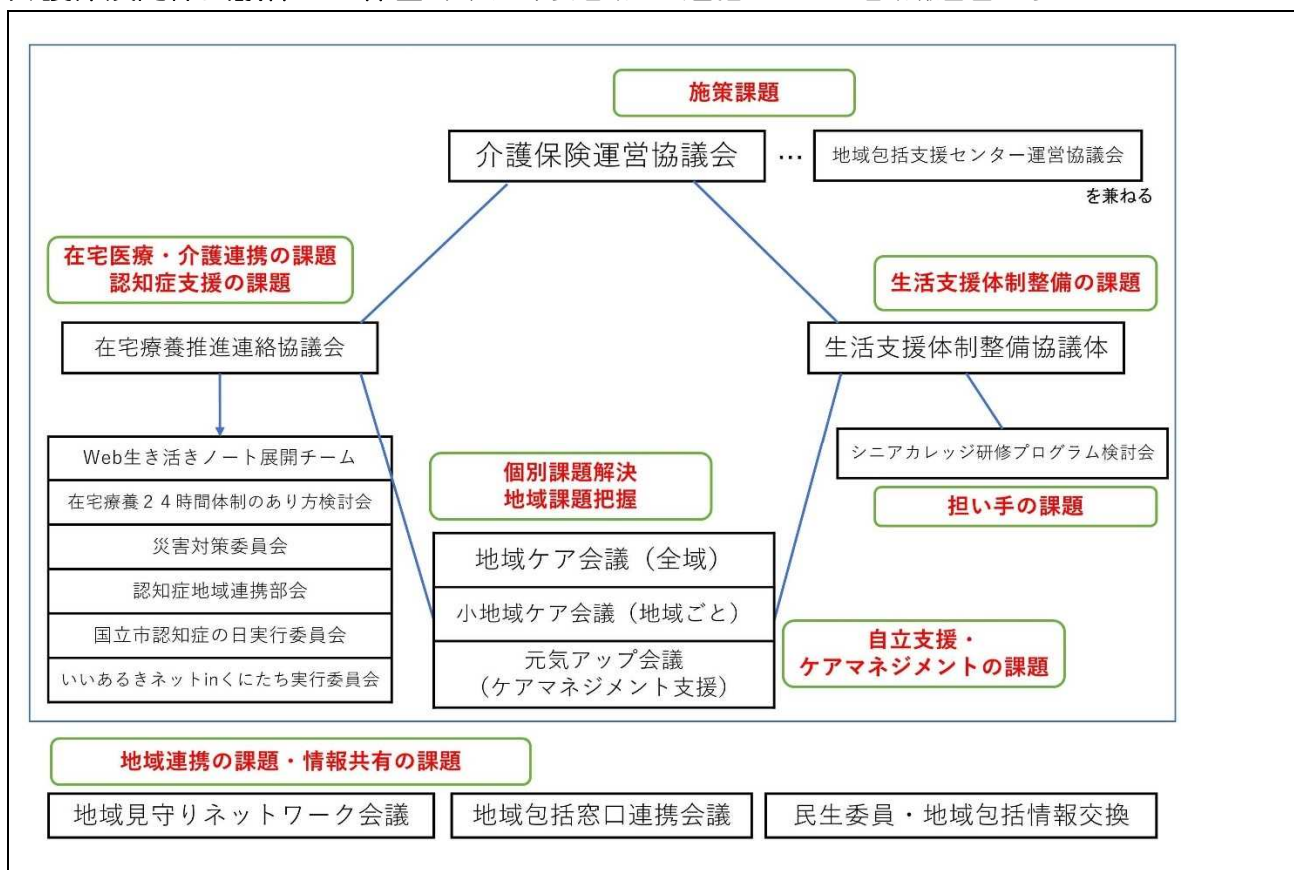 施策課題
介護保険運営協議会
…
地域包括支援センター運営協議会
を兼ねる
在宅医療・介護連携の課題
認知症支援の課題
生活支援体制整備の課題
在宅療養推進連絡協議会
生活支援体制整備協議体
Web生き活きノート展開チーム
在宅療養２４時間体制のあり方検討会
災害対策委員会
認知症地域連携部会
国立市認知症の日実行委員会
いいあるきネットinくにたち実行委員会
個別課題解決
地域課題把握
地域ケア会議（全域）
小地域ケア会議（地域ごと）
元気アップ会議
（ケアマネジメント支援）
シニアカレッジ研修プログラム検討会
担い手の課題
自立支援・
ケアマネジメントの課題
地域連携の課題・情報共有の課題
地域見守りネットワーク会議
地域包括窓口連携会議
民生委員・地域包括情報交換